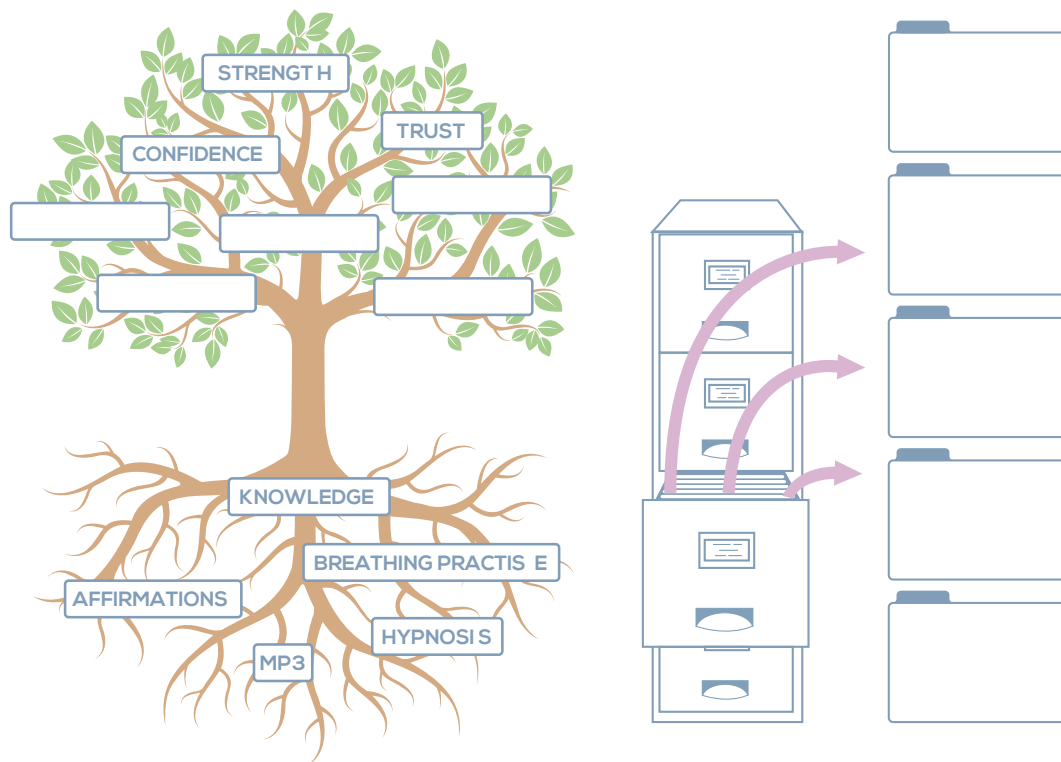 STRENGT H
TRUST
CONFIDENCE
KNOWLEDGE
BREATHING PRACTIS E
AFFIRMATIONS
HYPNOSI S
MP3